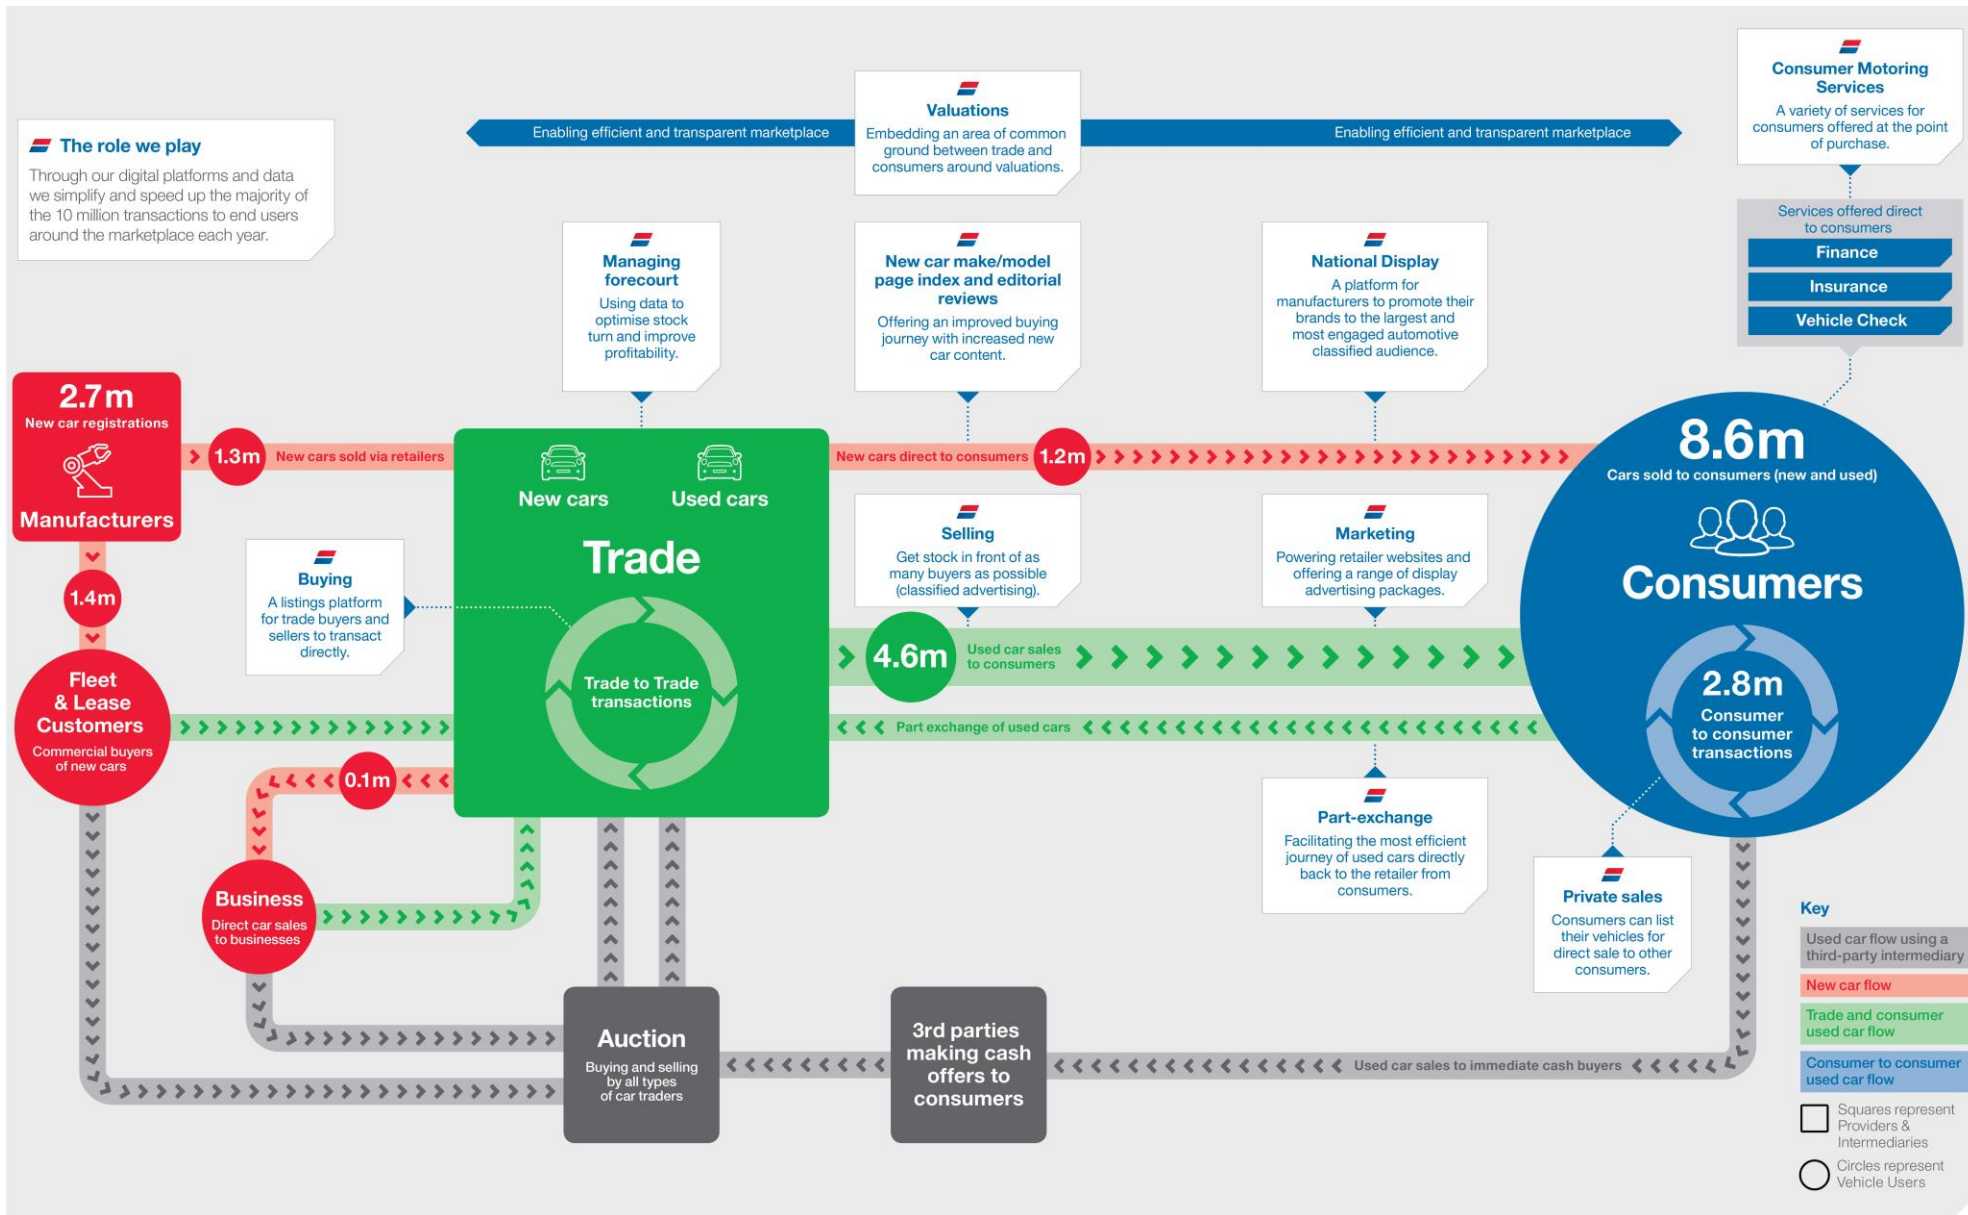 The role we play
Through our digital platforms and data
we simplify and speed up the majority of
the 10 million transactions to end users
around the marketplace each year.
Enabling efficient and transparent marketplace
Valuations
Embedding an area of common
ground between trade and
consumers around valuations.
Enabling efficient and transparent marketplace
Consumer Motoring
Services
A variety of services for
consumers offered at the point
of purchase.
Services offered direct
to consumers
Finance
Insurance
Vehicle Check
Managing
forecourt
Using data to
optimise stock
turn and improve
profitability.
New car make/model
page index and editorial
reviews
Offering an improved buying
journey with increased new
car content.
National Display
A platform for
manufacturers to promote their
brands to the largest and
most engaged automotive
classified audience.
2.7m
New car registrations
Manufacturers
1.3m
New cars sold via retailers
New cars
Used cars
Trade
Trade to Trade
transactions
New cars direct to consumers
1.2m
8.6m
Cars sold to consumers (new and used)
Consumers
2.8m
Consumer
to consumer
transactions
1.4m
Buying
A listings platform
for trade buyers and
sellers to transact
directly.
Selling
Get stock in front of as
many buyers as possible
(classified advertising).
Marketing
Powering retailer websites and
offering a range of display
advertising packages.
4.6m
Used car sales
to consumers
Fleet
& Lease
Customers
Commercial buyers
of new cars
Part exchange of used cars
0.1m
Part-exchange
Facilitating the most efficient
journey of used cars directly
back to the retailer from
consumers.
Business
Direct car sales
to businesses
Private sales
Consumers can list
their vehicles for
direct sale to other
consumers.
Auction
Buying and selling
by all types
of car traders
3rd parties
making cash
offers to
consumers
Used car sales to immediate cash buyers
Key
Used car flow using a
third-party intermediary
New car flow
Trade and consumer
used car flow
Consumer to consumer
used car flow
Squares represent
Providers &
Intermediaries
Circles represent
Vehicle Users